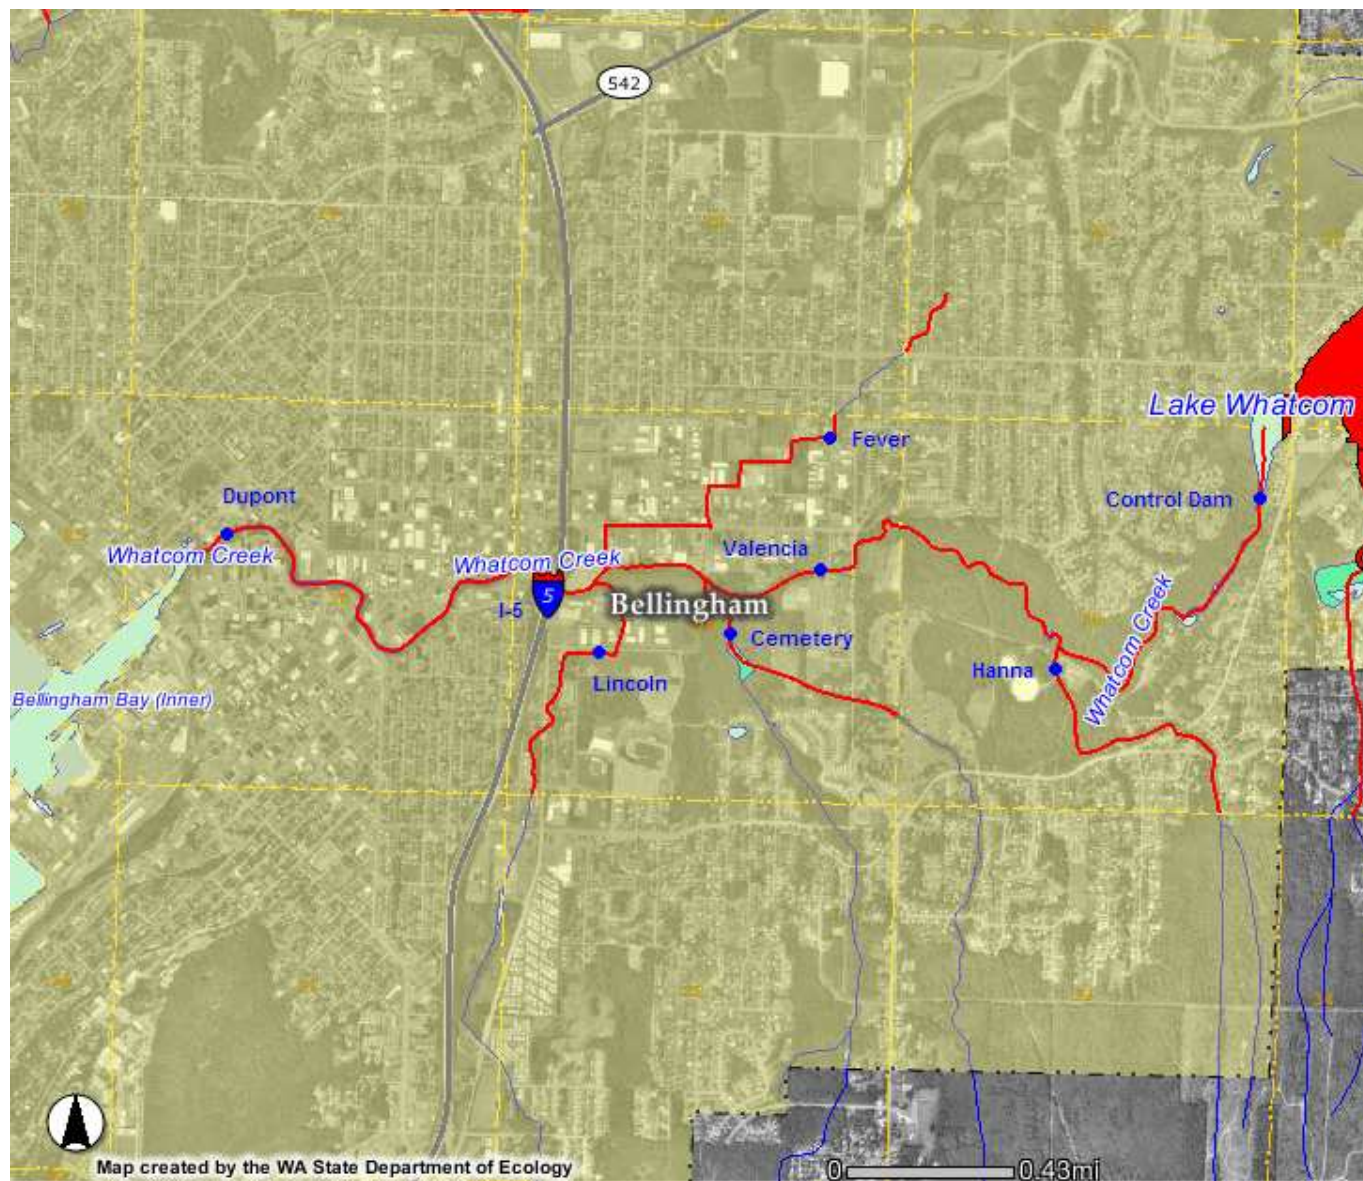 542
Lake Whatcom
Fever
Dupont
Control Dam
Whatcom Creek
Valencia
Whatcom Creek
5
I-5
Bellingham
Cemetery
Whatcom Creek
Hanna
Lincoln
Bellingham Bay (Inner)
Map created by the WA State Department of Ecology
0
0.43mi